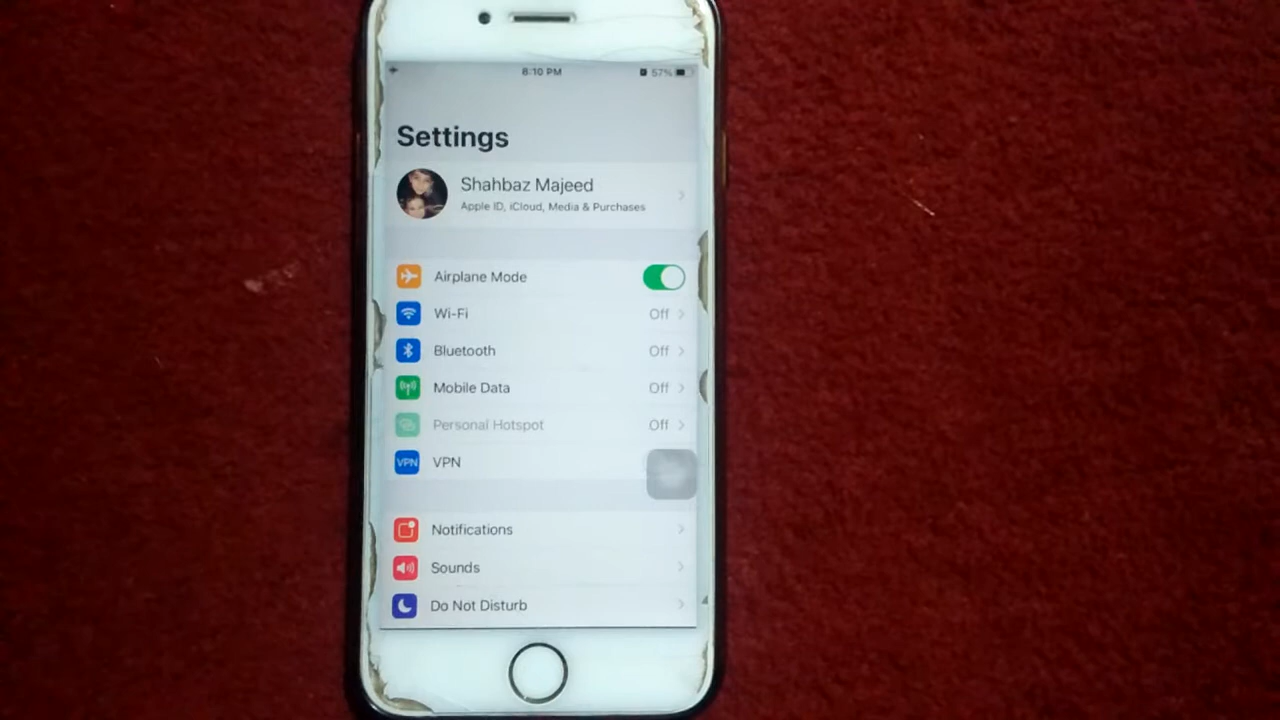 6:10 PM 57%
Settings
Shahbaz Majeed
Apple ID, iCloud, Media & Purchases
Airplane Mode
Wi-Fi Off
Bluetooth Off
Mobile Data Off
Personal Hotspot Off
VPN VPN
Notifications
Sounds
Do Not Disturb